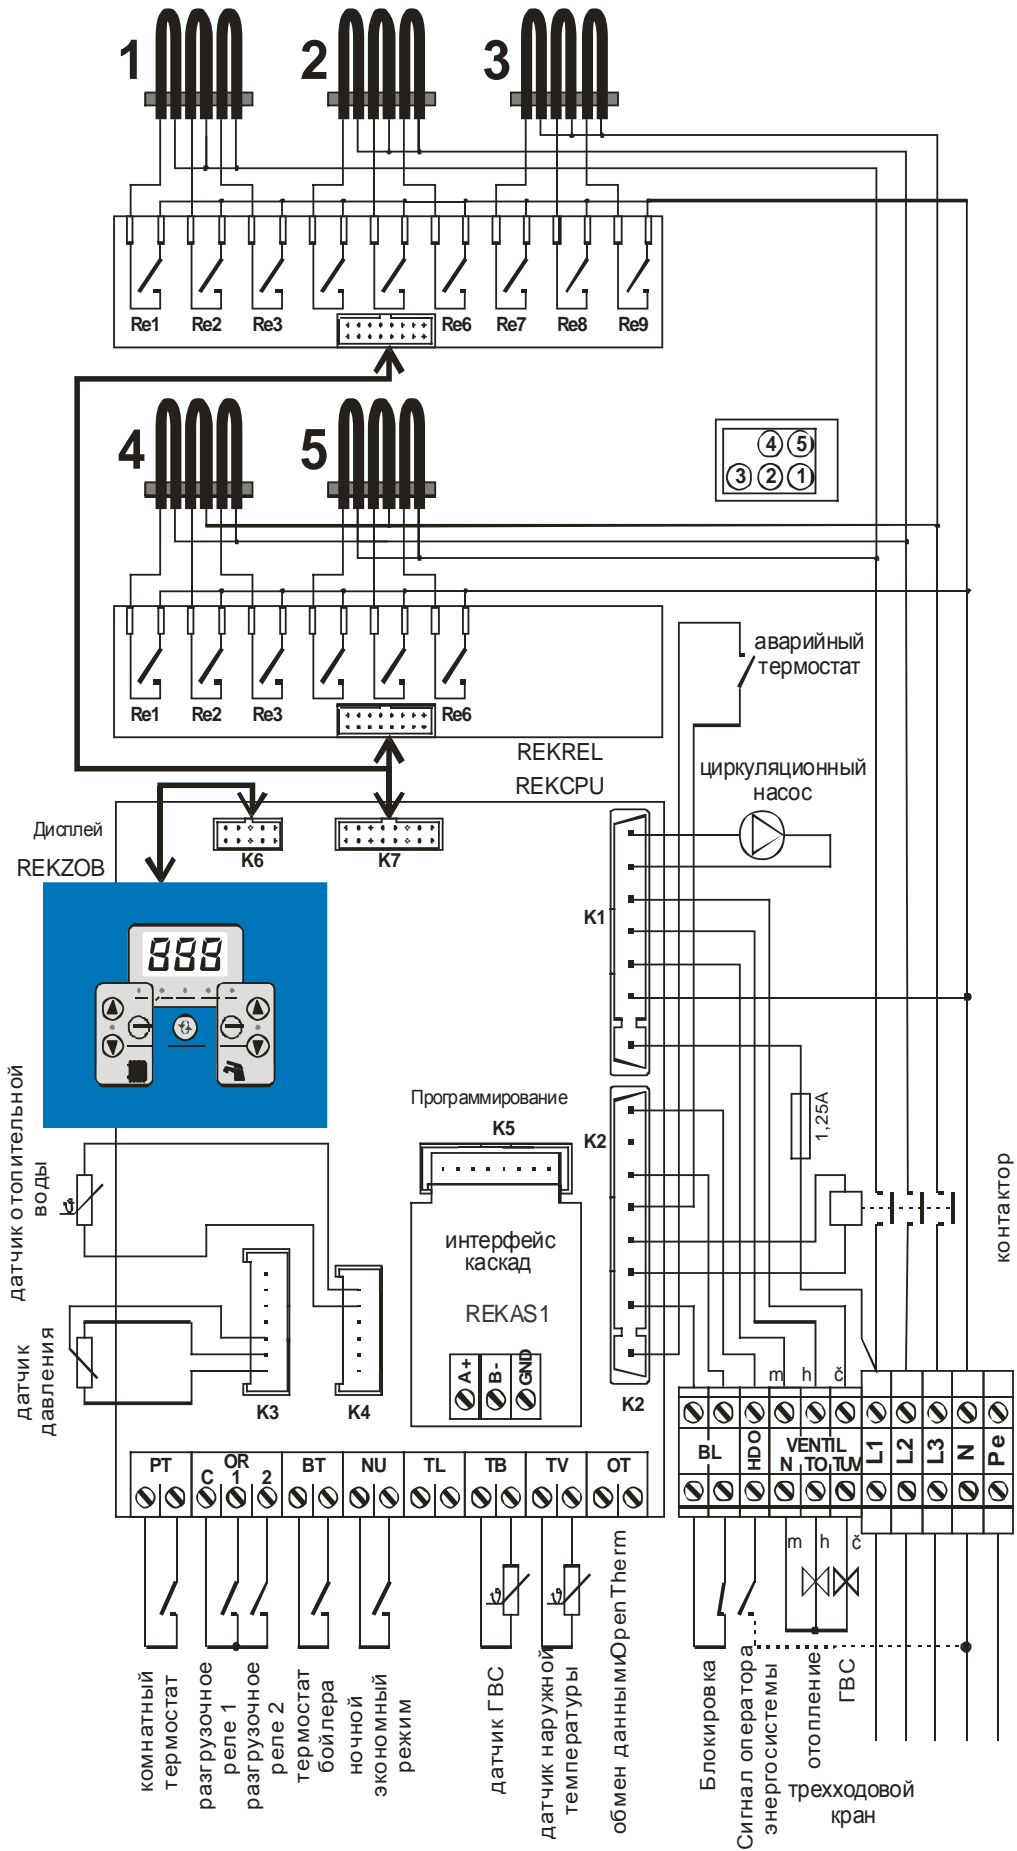 1 2 3
Re1 Re2 Re3 Re6 Re7 Re8 Re9
4 5
4 5
3 2 1
Re1 Re2 Re3 Re6
аварийный
термостат
REKREL
REKCPU
циркуляционный
насос
Дисплей
REKZOB
K6
K7
K1
888
1,25A
датчик отопительной
воды
ϑ
Программирование
K5
K2
контактор
интерфейс
каскад
REKAS1
A+ B- GND
датчик
давления
K3 K4 K2
m h č
BL HDO VENTIL
N TO TUV
L1 L2 L3 N Pe
PT OR BT NU TL TB TV OT
C 1 2
m h č
ϑ ϑ
комнатный
термостат
разгрузочное
реле 1
разгрузочное
реле 2
термостат
бойлера
ночной
экономный
режим
датчик ГВС
датчик наружной
температуры
обмен данными OpenTherm
Блокировка
Сигнал оператора
энергосистемы
отопление
ГВС
трехходовой
кран